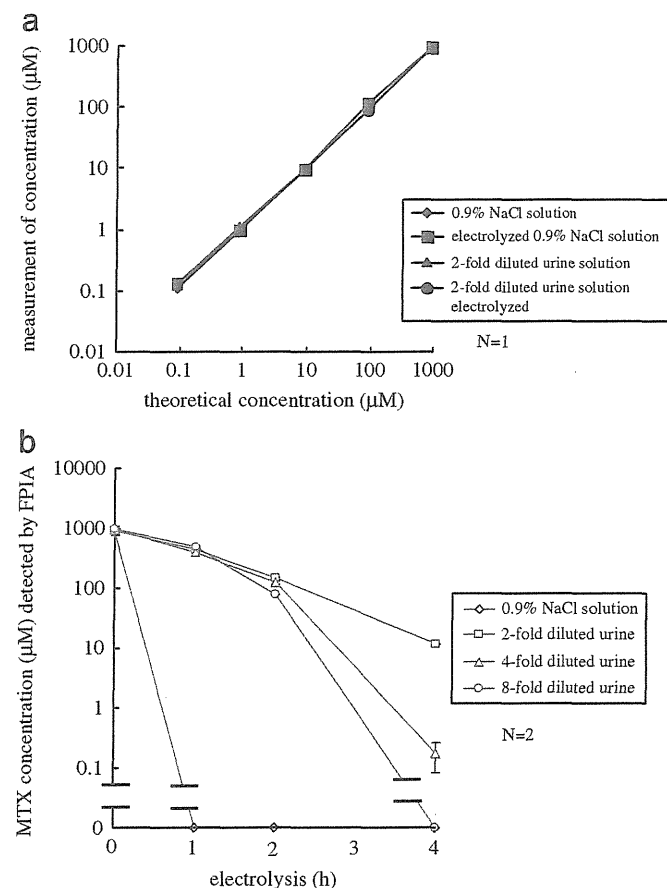 a
measurement of concentration (µM)
1000
100
10
1
0.1
0.01
0.01 0.1 1 10 100 1000
theoretical concentration (µM)
0.9% NaCl solution
electrolyzed 0.9% NaCl solution
2-fold diluted urine solution
2-fold diluted urine solution
electrolyzed
N=1
b
MTX concentration (µM) detected by FPIA
10000
1000
100
10
1
0.1
0
0 1 2 3 4
electrolysis (h)
0.9% NaCl solution
2-fold diluted urine
4-fold diluted urine
8-fold diluted urine
N=2